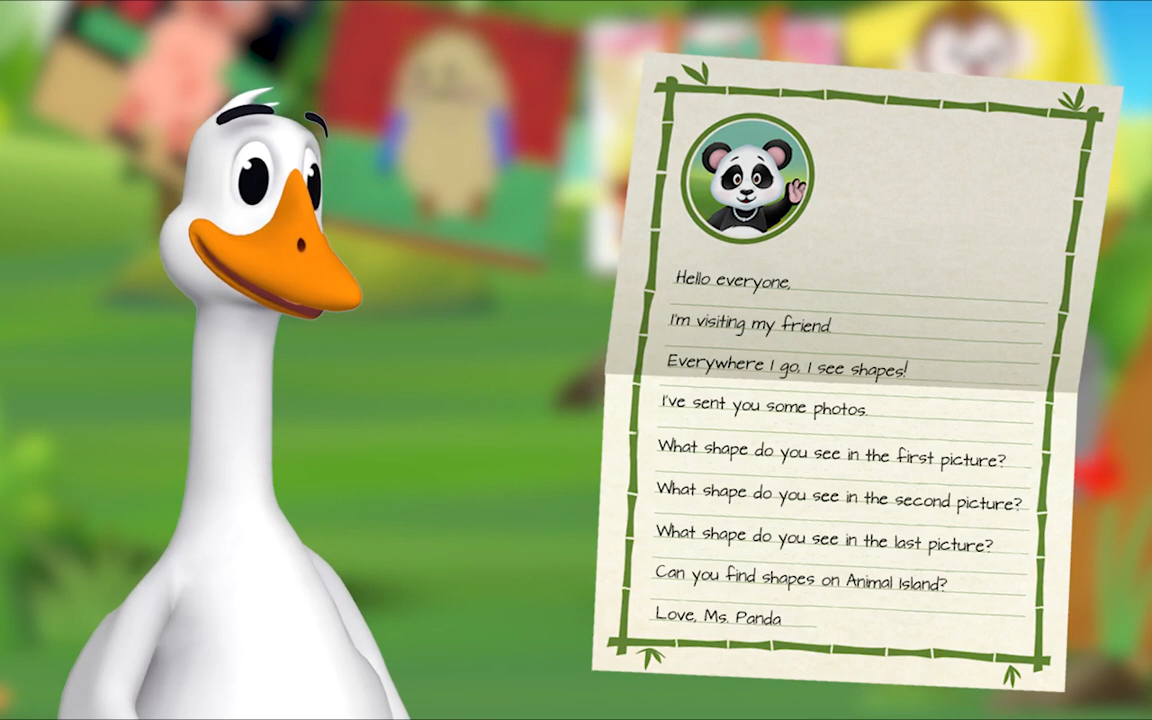 Hello everyone,
I'm visiting my friend.
Everywhere I go, I see shapes!
I've sent you some photos.
What shape do you see in the first picture?
What shape do you see in the second picture?
What shape do you see in the last picture?
Can you find shapes on Animal Island?
Love, Ms. Panda